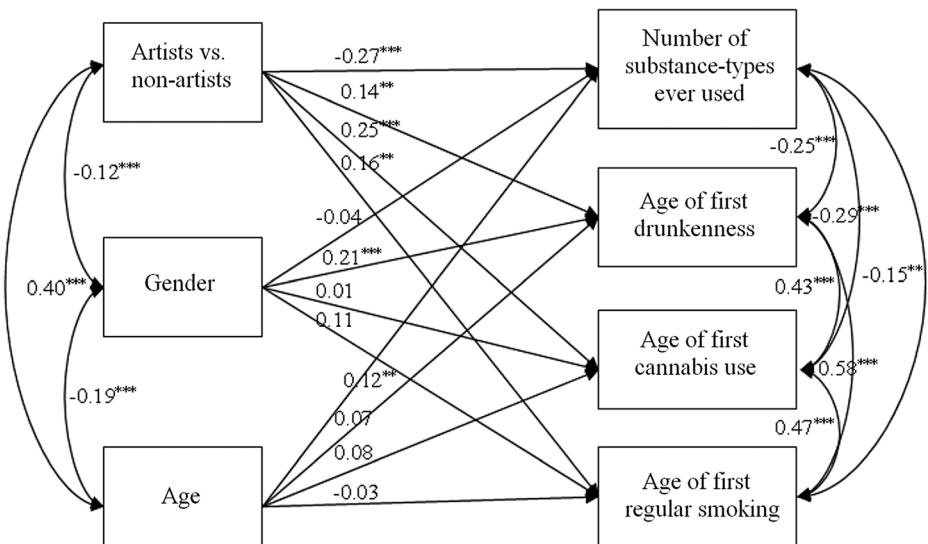 Artists vs.
non-artists
Gender
Age
-0.12***
0.40***
-0.19***
-0.27***
0.14**
0.25***
0.16**
-0.04
0.21***
0.01
0.11
0.12**
0.07
0.08
-0.03
Number of
substance-types
ever used
Age of first
drunkenness
Age of first
cannabis use
Age of first
regular smoking
-0.25***
-0.29***
-0.15**
0.43***
0.58***
0.47***